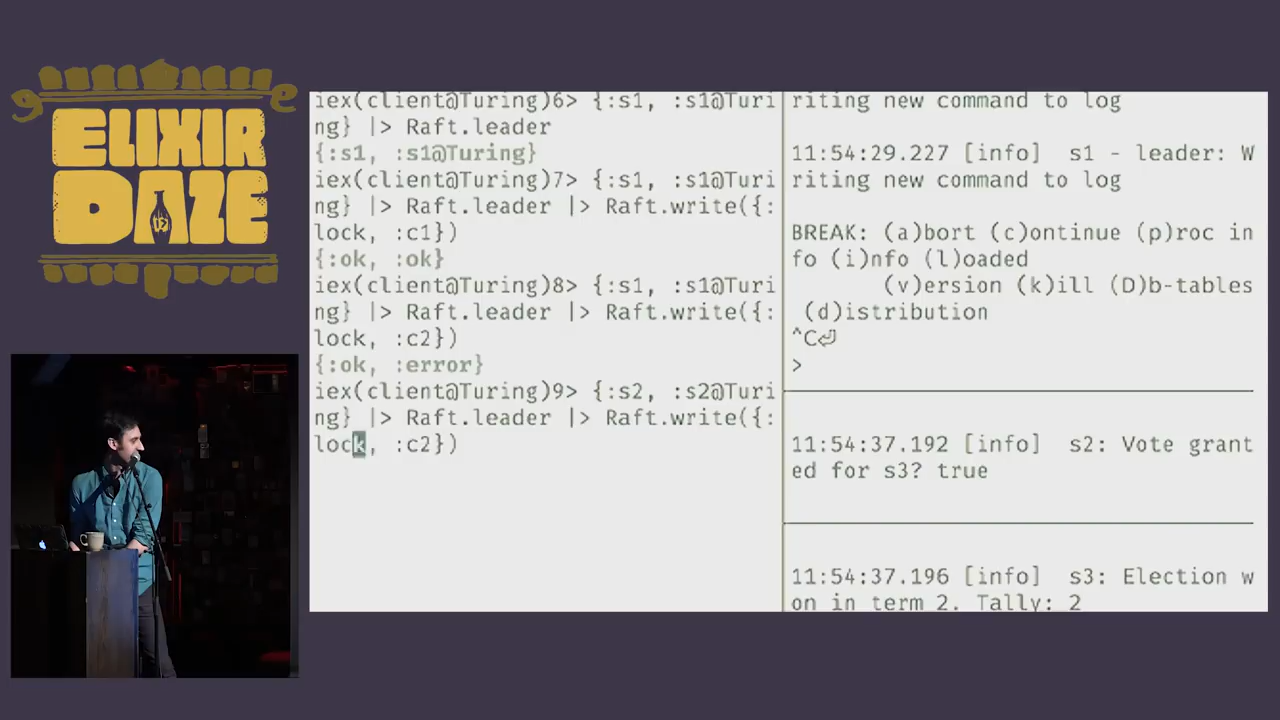 ELIXIR
DAZE
iex(client@Turing)6> {:s1, :s1@Turi
ng} |> Raft.leader
{:s1, :s1@Turing}
iex(client@Turing)7> {:s1, :s1@Turi
ng} |> Raft.leader |> Raft.write({:
lock, :c1})
{:ok, :ok}
iex(client@Turing)8> {:s1, :s1@Turi
ng} |> Raft.leader |> Raft.write({:
lock, :c2})
{:ok, :error}
iex(client@Turing)9> {:s2, :s2@Turi
ng} |> Raft.leader |> Raft.write({:
lock, :c2})
riting new command to log
11:54:29.227 [info]  s1 - leader: W
riting new command to log
BREAK: (a)bort (c)ontinue (p)roc in
fo (i)nfo (l)oaded
(v)ersion (k)ill (D)b-tables
(d)istribution
^C⏎
>
11:54:37.192 [info]  s2: Vote grant
ed for s3? true
11:54:37.196 [info]  s3: Election w
on in term 2. Tally: 2